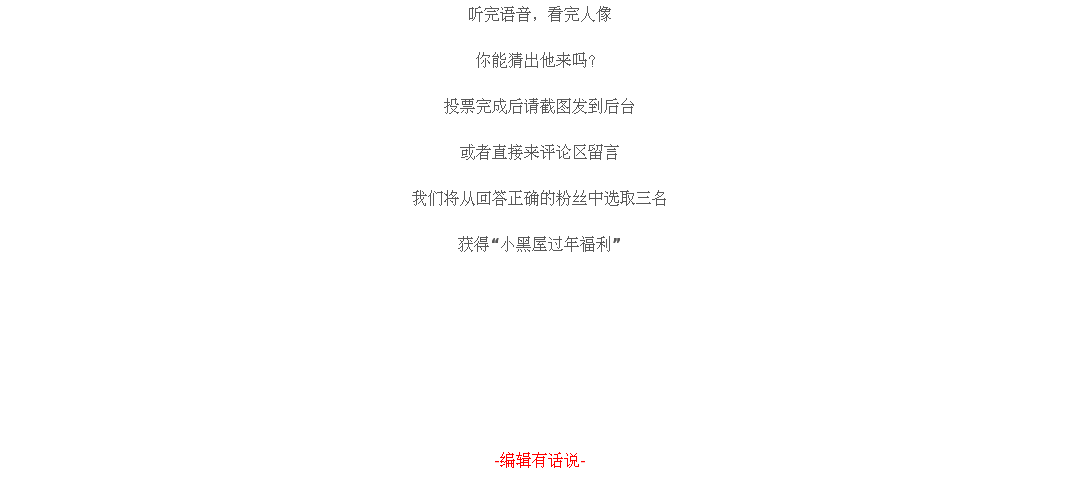 听完语音，看完人像
你能猜出他来吗？
投票完成后请截图发到后台
或者直接来评论区留言
我们将从回答正确的粉丝中选取三名
获得“小黑屋过年福利”
-编辑有话说-